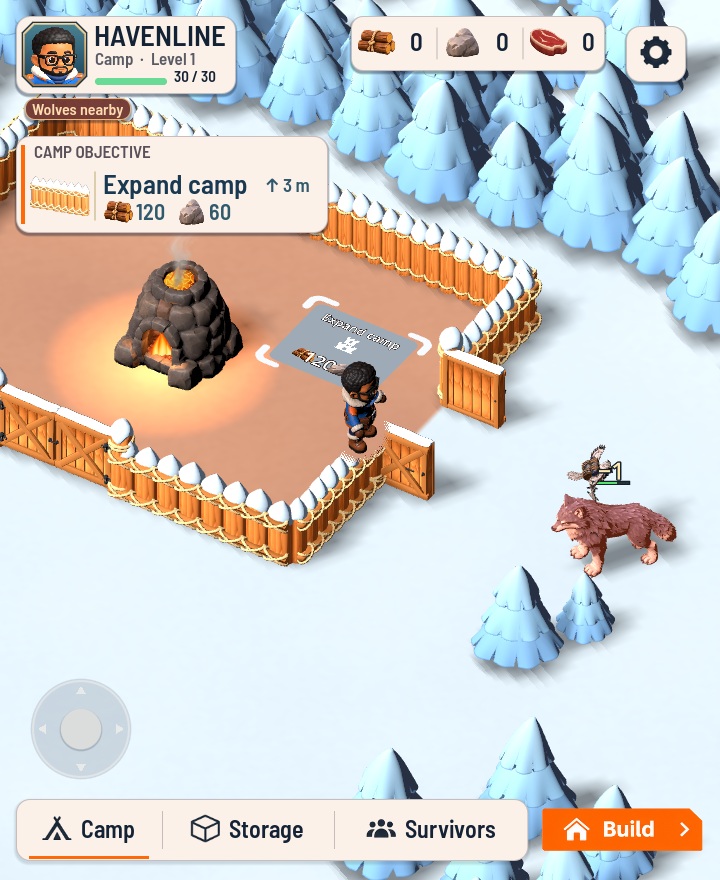 HAVENLINE
Camp · Level 1
30 / 30
0
0
0
Wolves nearby
CAMP OBJECTIVE
Expand camp
↑ 3 m
120
60
Expand camp
120
Camp
Storage
Survivors
Build